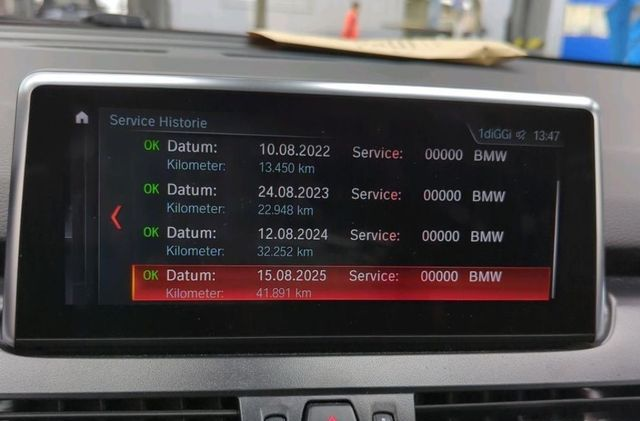 Service Historie
1diGGi 13:47
OK Datum: 10.08.2022 Service: 00000 BMW
Kilometer: 13.450 km
OK Datum: 24.08.2023 Service: 00000 BMW
Kilometer: 22.948 km
OK Datum: 12.08.2024 Service: 00000 BMW
Kilometer: 32.252 km
OK Datum: 15.08.2025 Service: 00000 BMW
Kilometer: 41.891 km